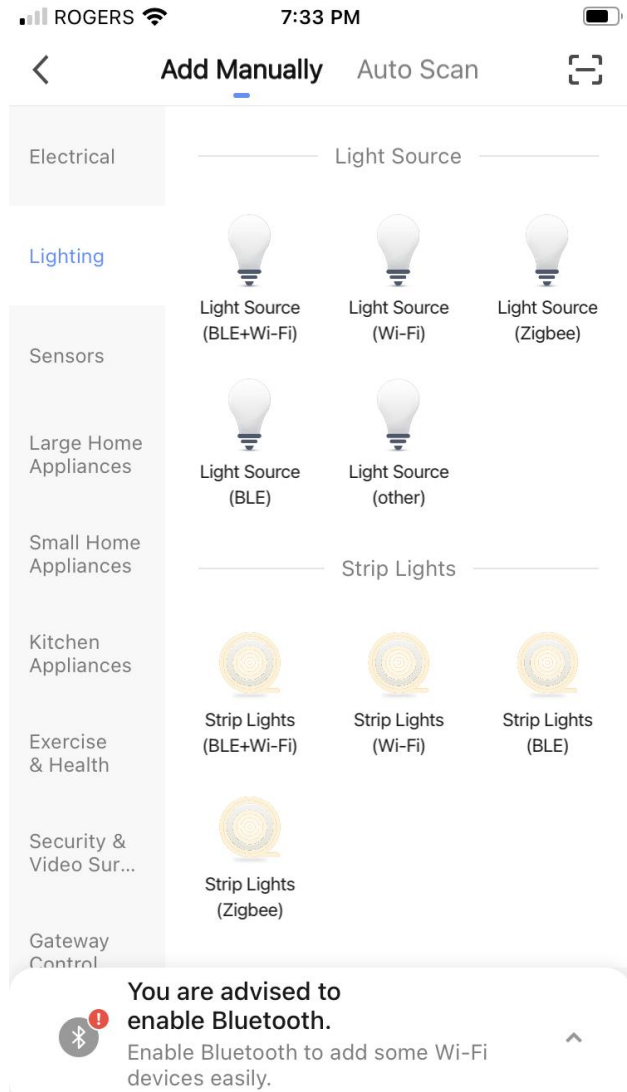 ROGERS 7:33 PM
Add Manually Auto Scan
Electrical
Lighting
Sensors
Large Home
Appliances
Small Home
Appliances
Kitchen
Appliances
Exercise
& Health
Security &
Video Sur...
Gateway
Control
Light Source
Light Source
(BLE+Wi-Fi)
Light Source
(Wi-Fi)
Light Source
(Zigbee)
Light Source
(BLE)
Light Source
(other)
Strip Lights
Strip Lights
(BLE+Wi-Fi)
Strip Lights
(Wi-Fi)
Strip Lights
(BLE)
Strip Lights
(Zigbee)
You are advised to
enable Bluetooth.
Enable Bluetooth to add some Wi-Fi
devices easily.